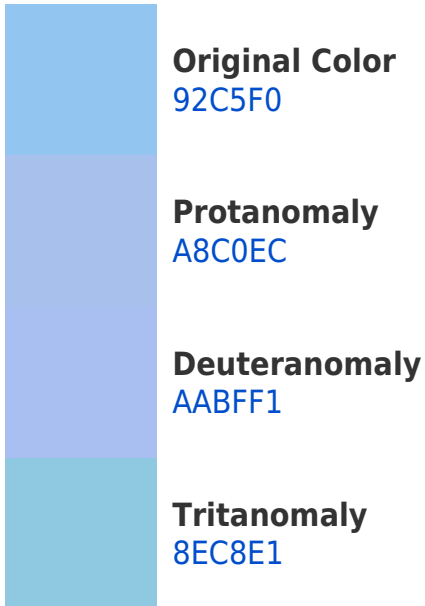 Original Color
92C5F0
Protanomaly
A8C0EC
Deuteranomaly
AABFF1
Tritanomaly
8EC8E1